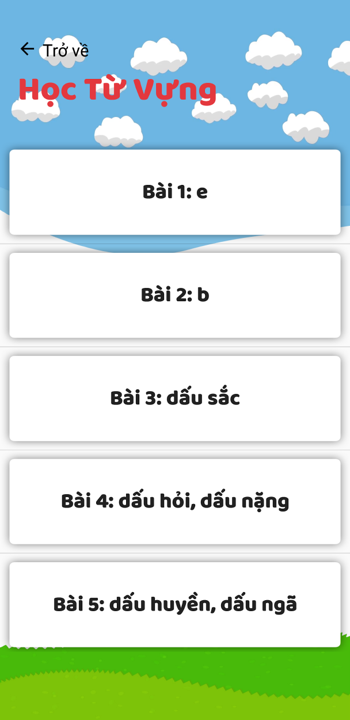 Trở về
Học Từ Vựng
Bài 1: e
Bài 2: b
Bài 3: dấu sắc
Bài 4: dấu hỏi, dấu nặng
Bài 5: dấu huyền, dấu ngã